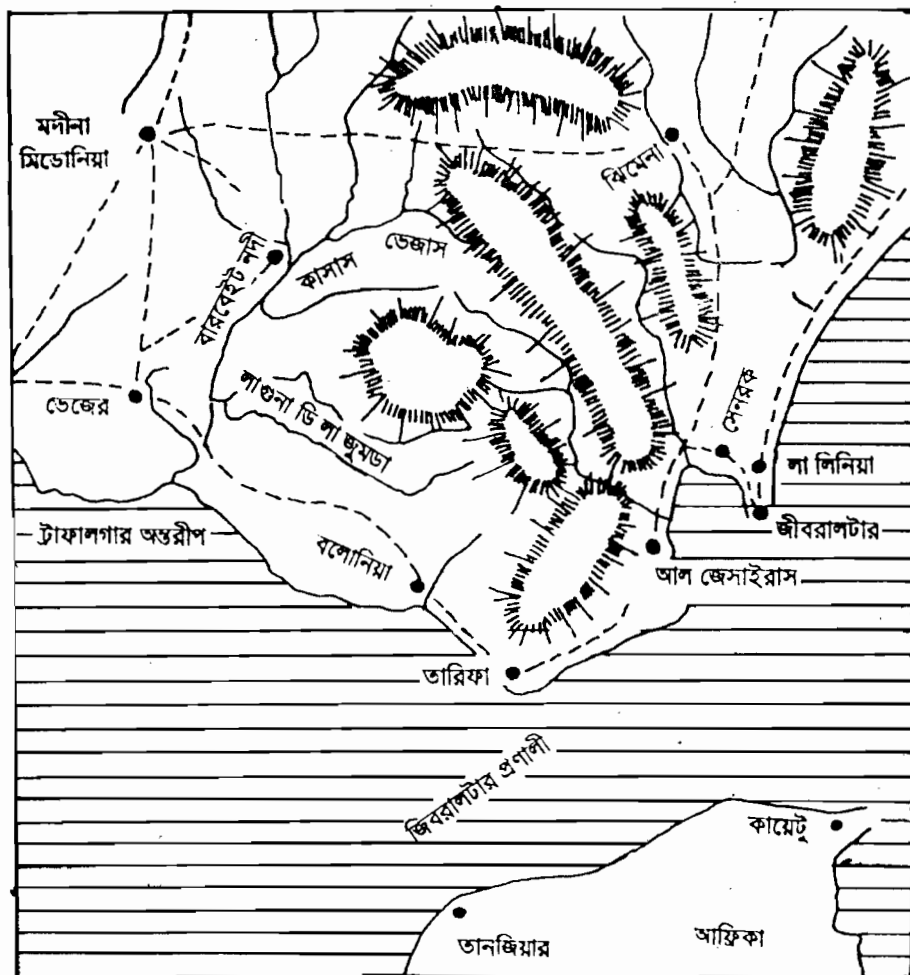 মদীনা
সিডোনিয়া
ঝিমেনা
বারবেইট নদী
কাসাস
ভেজাস
ভেজের
লাগুনা ডি লা জুমডা
সেনরক
লা লিনিয়া
জীবরালটার
ট্রাফালগার অন্তরীপ
বলোনিয়া
আল জেসাইরাস
তারিফা
জিবরালটার প্রণালী
কায়েটু
তানজিয়ার
আফ্রিকা